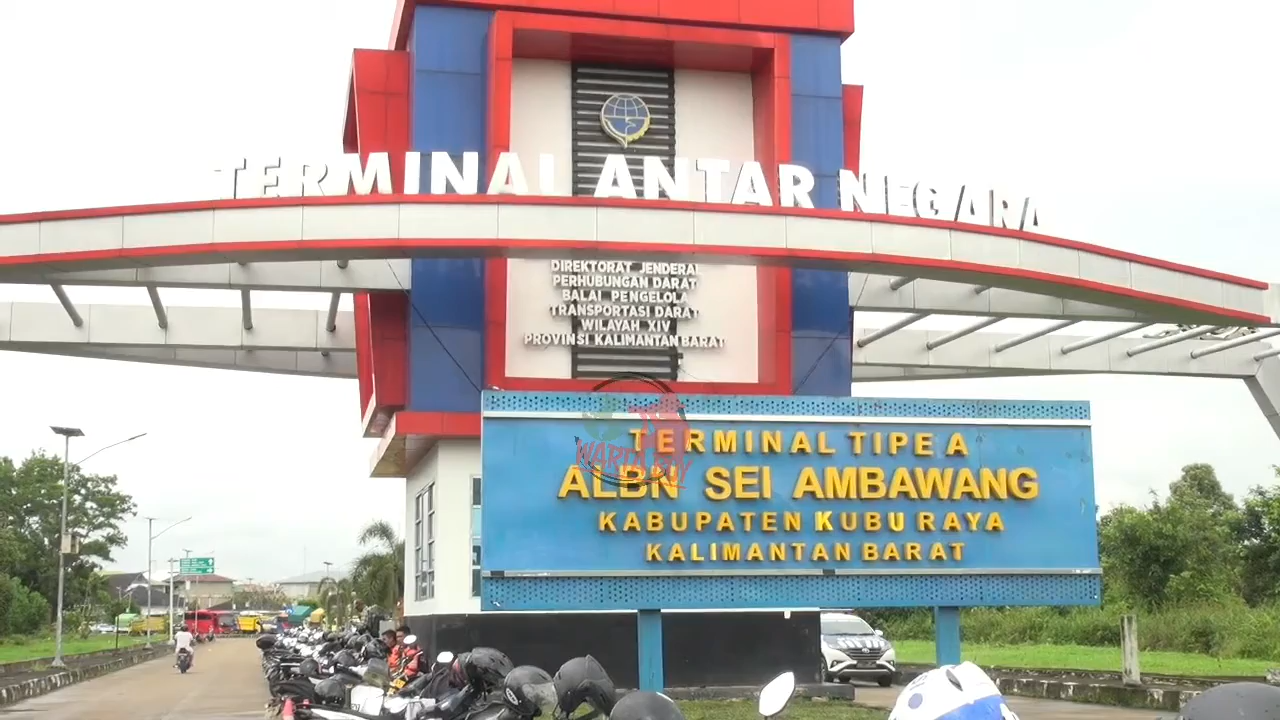 TERMINAL ANTAR NEGARA
DIREKTORAT JENDERAL
PERHUBUNGAN DARAT
BALAI PENGELOLA
TRANSPORTASI DARAT
WILAYAH XIV
PROVINSI KALIMANTAN BARAT
TERMINAL TIPE A
ALBN SEI AMBAWANG
KABUPATEN KUBU RAYA
KALIMANTAN BARAT